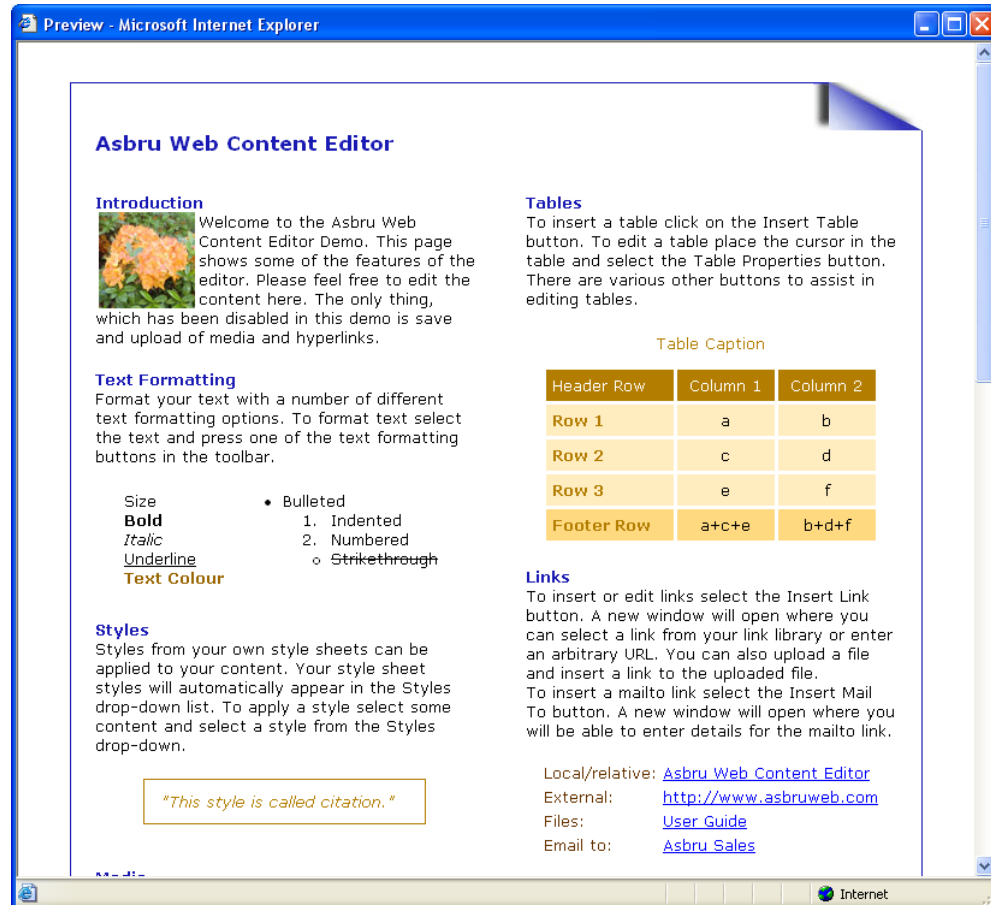 Preview - Microsoft Internet Explorer
Asbru Web Content Editor
Introduction
Welcome to the Asbru Web
Content Editor Demo. This page
shows some of the features of the
editor. Please feel free to edit the
content here. The only thing,
which has been disabled in this demo is save
and upload of media and hyperlinks.
Text Formatting
Format your text with a number of different
text formatting options. To format text select
the text and press one of the text formatting
buttons in the toolbar.
Size
Bold
Italic
Underline
Text Colour
• Bulleted
1. Indented
2. Numbered
o Strikethrough
Styles
Styles from your own style sheets can be
applied to your content. Your style sheet
styles will automatically appear in the Styles
drop-down list. To apply a style select some
content and select a style from the Styles
drop-down.
"This style is called citation."
Media
Tables
To insert a table click on the Insert Table
button. To edit a table place the cursor in the
table and select the Table Properties button.
There are various other buttons to assist in
editing tables.
Table Caption
Header Row Column 1 Column 2
Row 1 a b
Row 2 c d
Row 3 e f
Footer Row a+c+e b+d+f
Links
To insert or edit links select the Insert Link
button. A new window will open where you
can select a link from your link library or enter
an arbitrary URL. You can also upload a file
and insert a link to the uploaded file.
To insert a mailto link select the Insert Mail
To button. A new window will open where you
will be able to enter details for the mailto link.
Local/relative: Asbru Web Content Editor
External: http://www.asbruweb.com
Files: User Guide
Email to: Asbru Sales
Internet